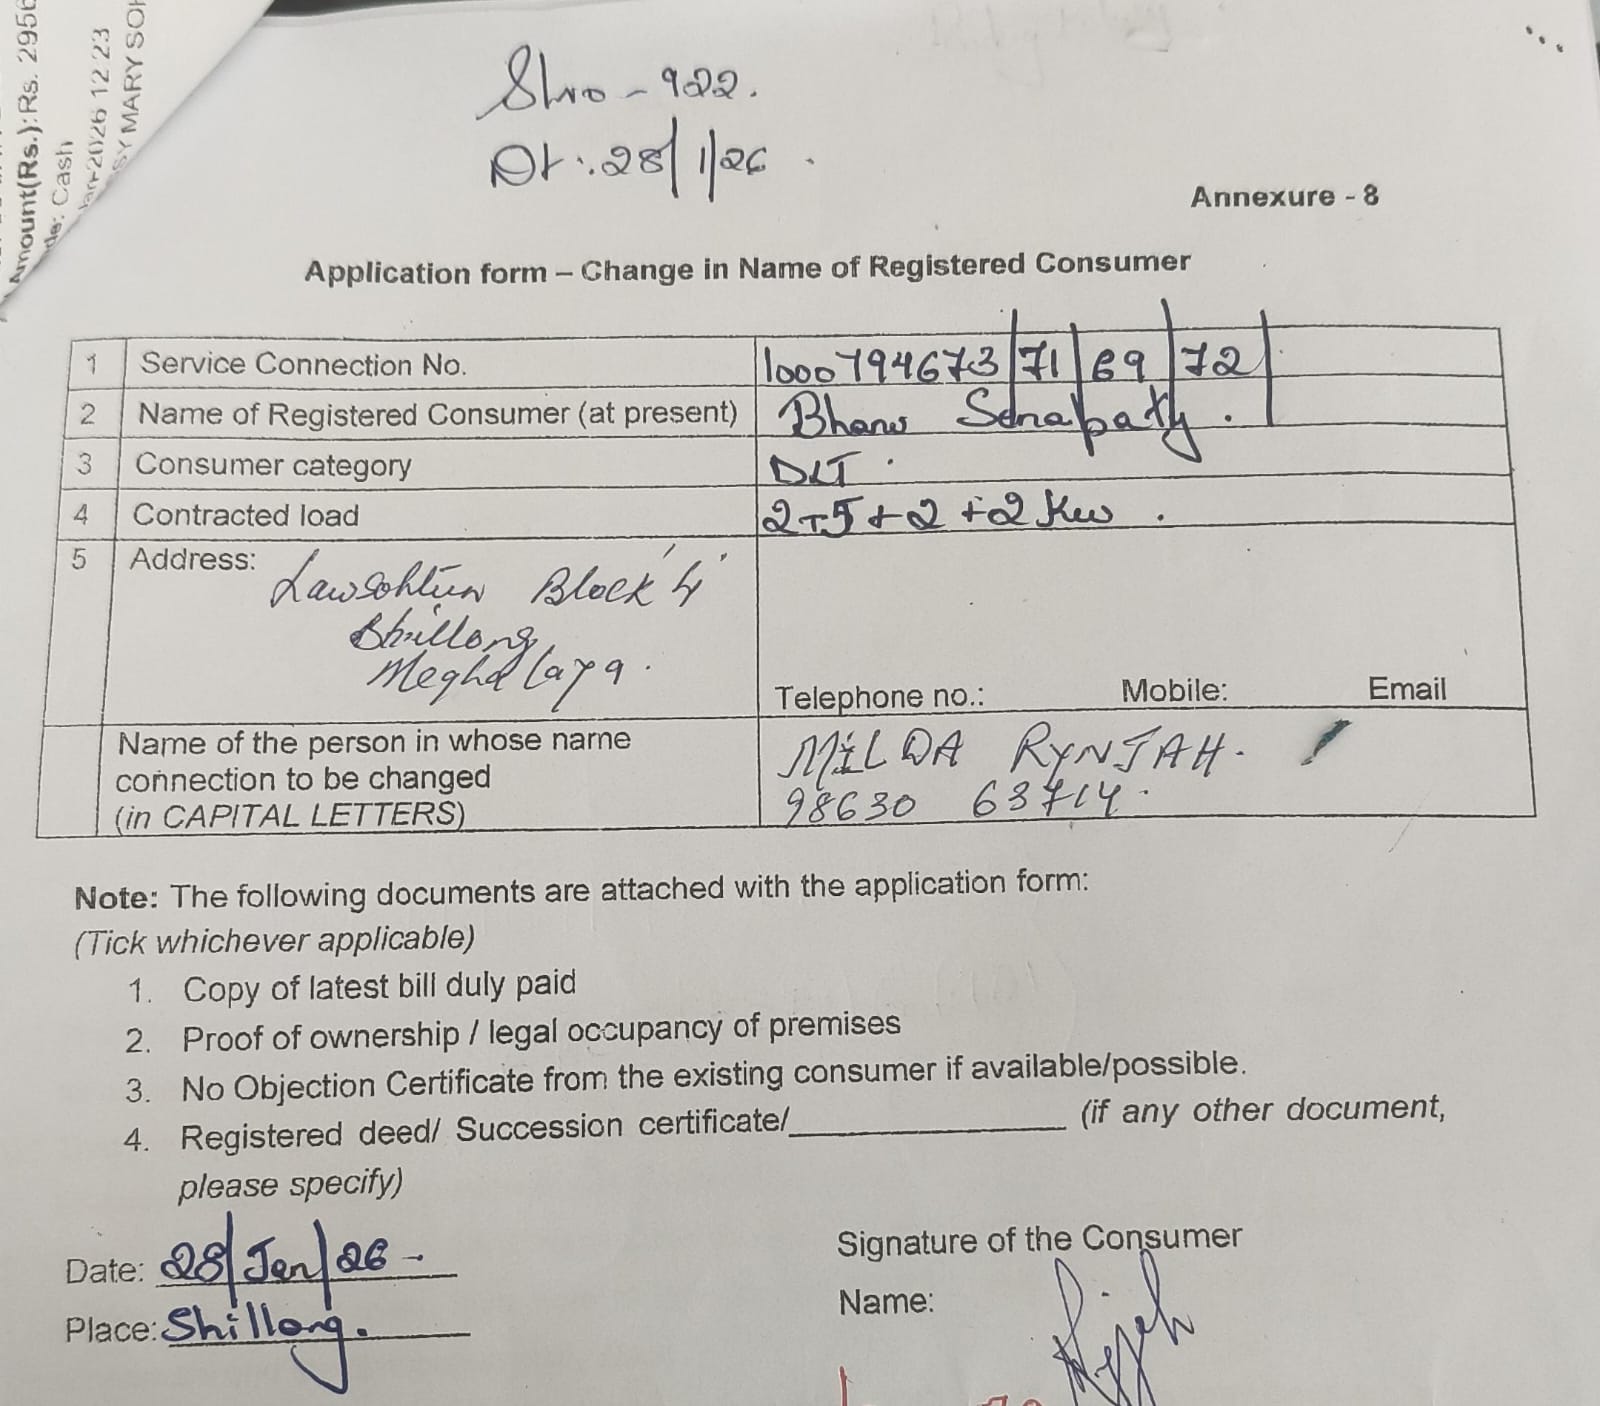 Amount(Rs.):Rs. 2956
de: Cash
Jan-2026 12 23
SY MARY SOH
Slno - 922.
Dt:. 28/1/26.
Annexure - 8
Application form – Change in Name of Registered Consumer
1 Service Connection No. 1000794673/71/69/72
2 Name of Registered Consumer (at present) Bhanu Senapaty.
3 Consumer category DLT.
4 Contracted load 2+5+2+2 Kw.
5 Address: Lawsohtun Block '4'
Shillong
Meghalaya.
Telephone no.: Mobile: Email
Name of the person in whose name MILDA RYNJAH.
connection to be changed 98630 63714.
(in CAPITAL LETTERS)
Note: The following documents are attached with the application form:
(Tick whichever applicable)
1. Copy of latest bill duly paid
2. Proof of ownership / legal occupancy of premises
3. No Objection Certificate from the existing consumer if available/possible.
4. Registered deed/ Succession certificate/_______________ (if any other document,
please specify)
Signature of the Consumer
Date: 28/Jan/26-
Name:
Place: Shillong.